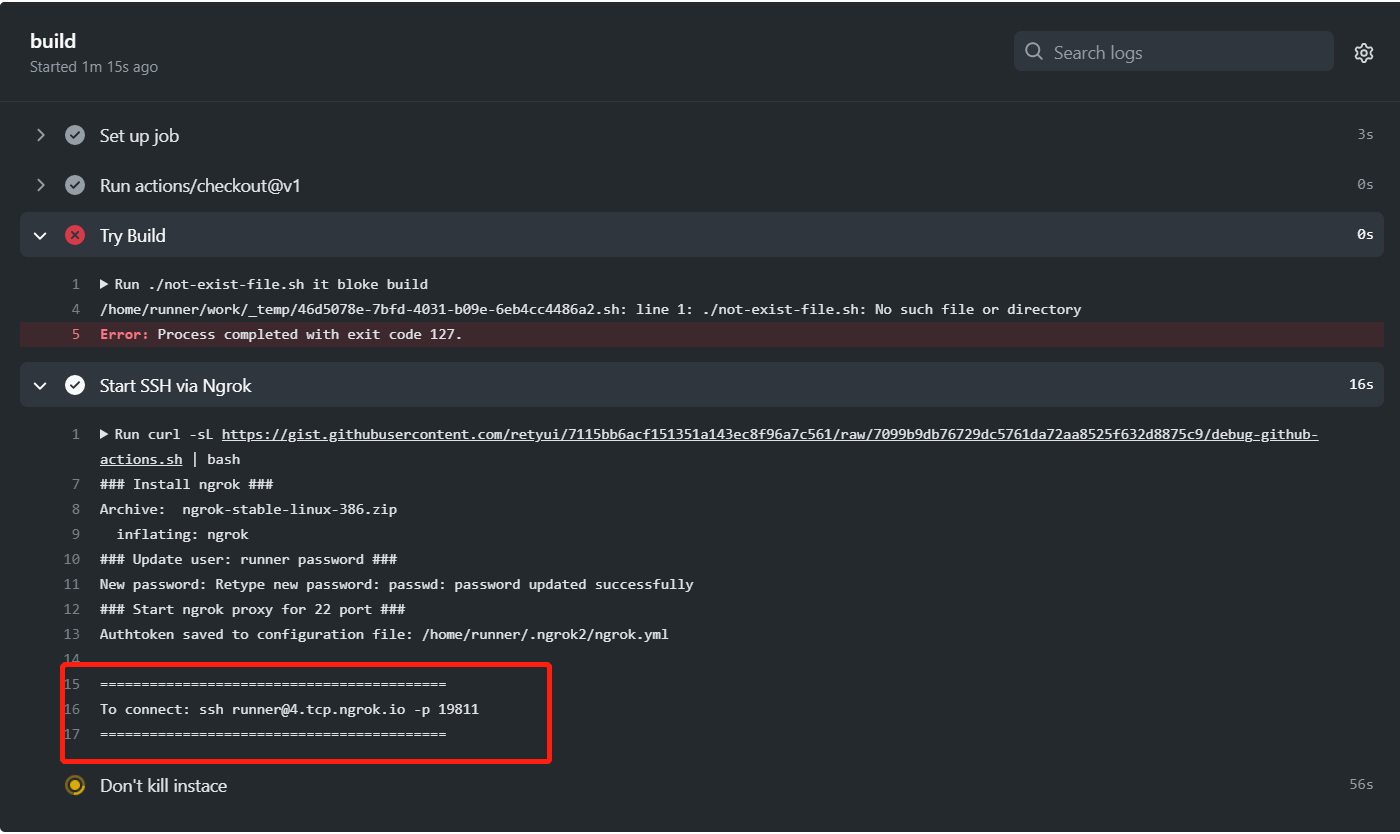 build
Started 1m 15s ago
Search logs
Set up job 3s
Run actions/checkout@v1 0s
Try Build 0s
1 Run ./not-exist-file.sh it bloke build
4 /home/runner/work/_temp/46d5078e-7bfd-4031-b09e-6eb4cc4486a2.sh: line 1: ./not-exist-file.sh: No such file or directory
5 Error: Process completed with exit code 127.
Start SSH via Ngrok 16s
1 Run curl -sL https://gist.githubusercontent.com/retyui/7115bb6acf151351a143ec8f96a7c561/raw/7099b9db76729dc5761da72aa8525f632d8875c9/debug-github-
actions.sh | bash
7 ### Install ngrok ###
8 Archive:  ngrok-stable-linux-386.zip
9   inflating: ngrok
10 ### Update user: runner password ###
11 New password: Retype new password: passwd: password updated successfully
12 ### Start ngrok proxy for 22 port ###
13 Authtoken saved to configuration file: /home/runner/.ngrok2/ngrok.yml
14
15 ==========================================
16 To connect: ssh runner@4.tcp.ngrok.io -p 19811
17 ==========================================
Don't kill instace 56s